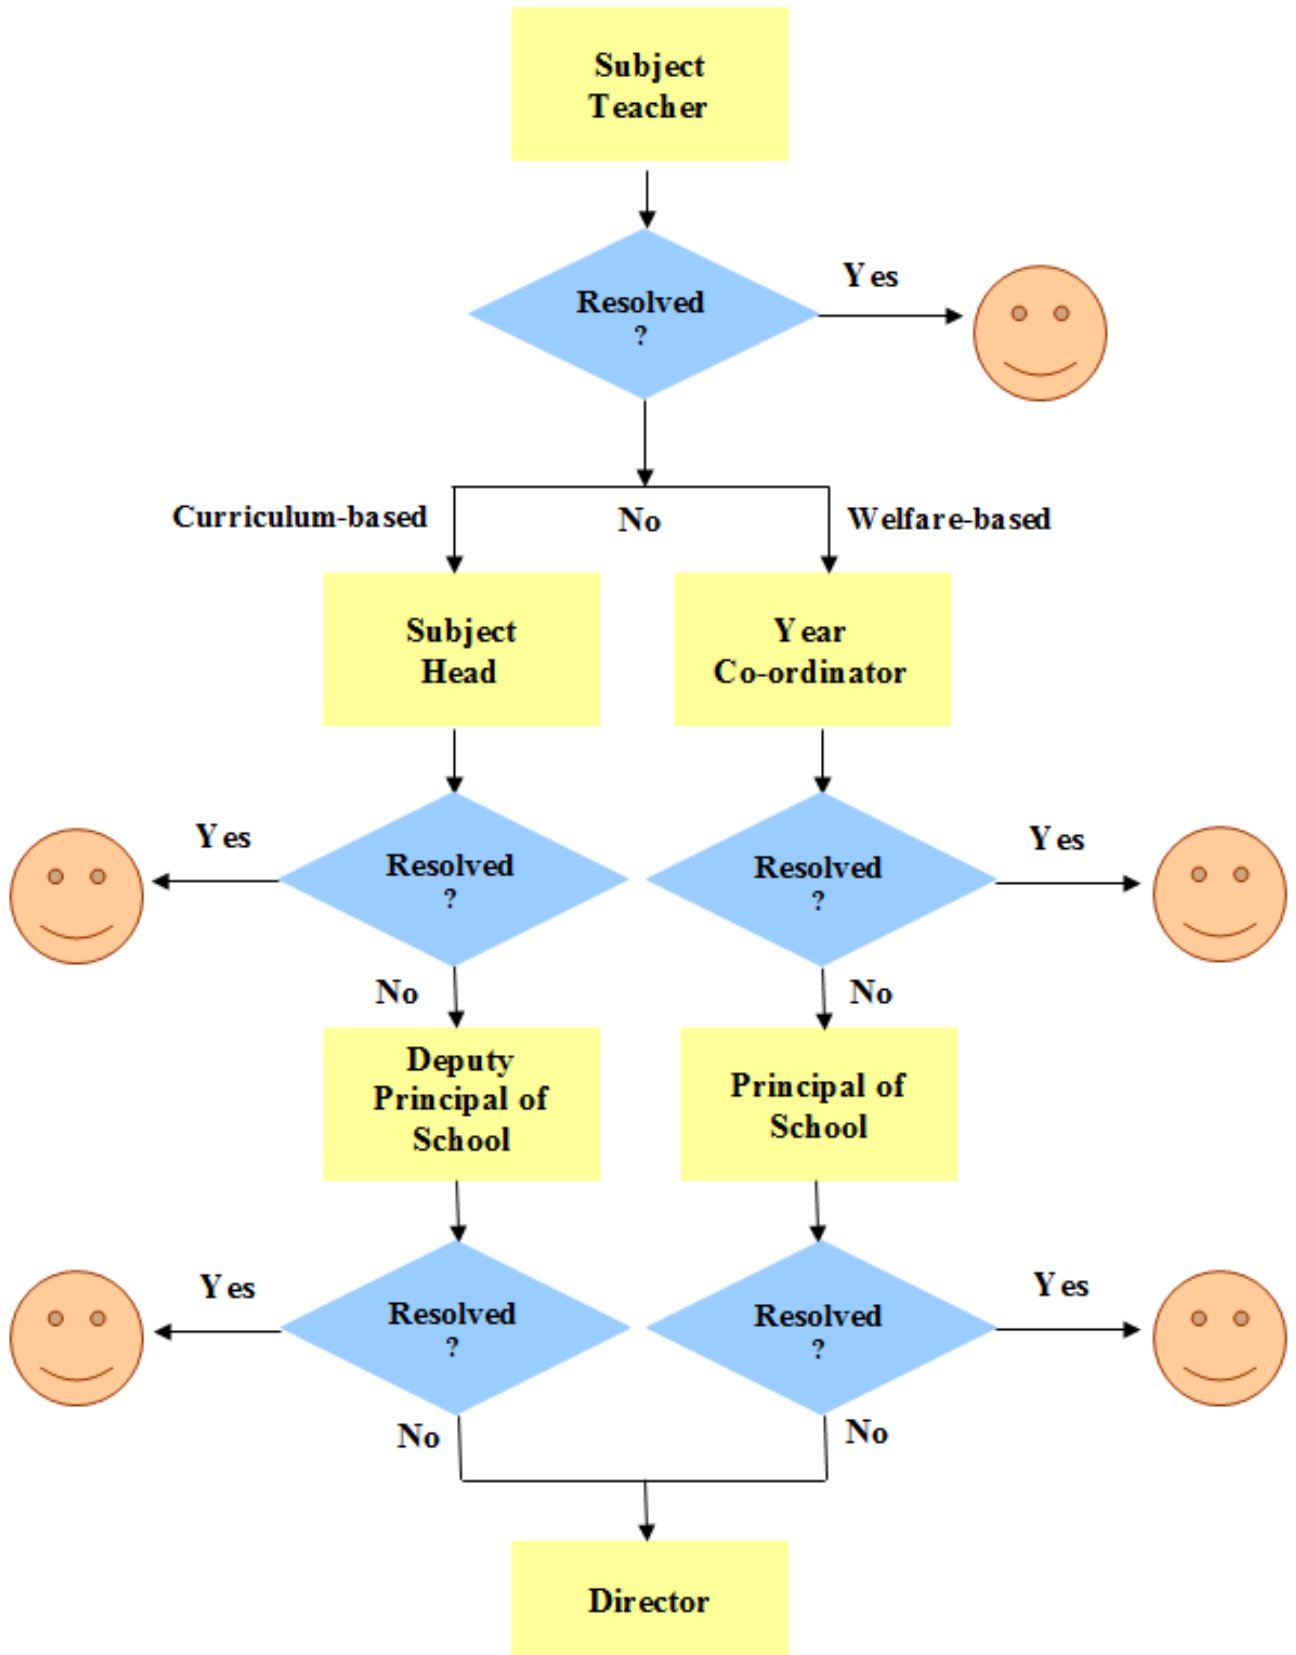 Subject
Teacher
Resolved
?
Yes
Curriculum-based
No
Welfare-based
Subject
Head
Year
Co-ordinator
Yes
Resolved
?
Resolved
?
Yes
No
No
Deputy
Principal of
School
Principal of
School
Yes
Resolved
?
Resolved
?
Yes
No
No
Director